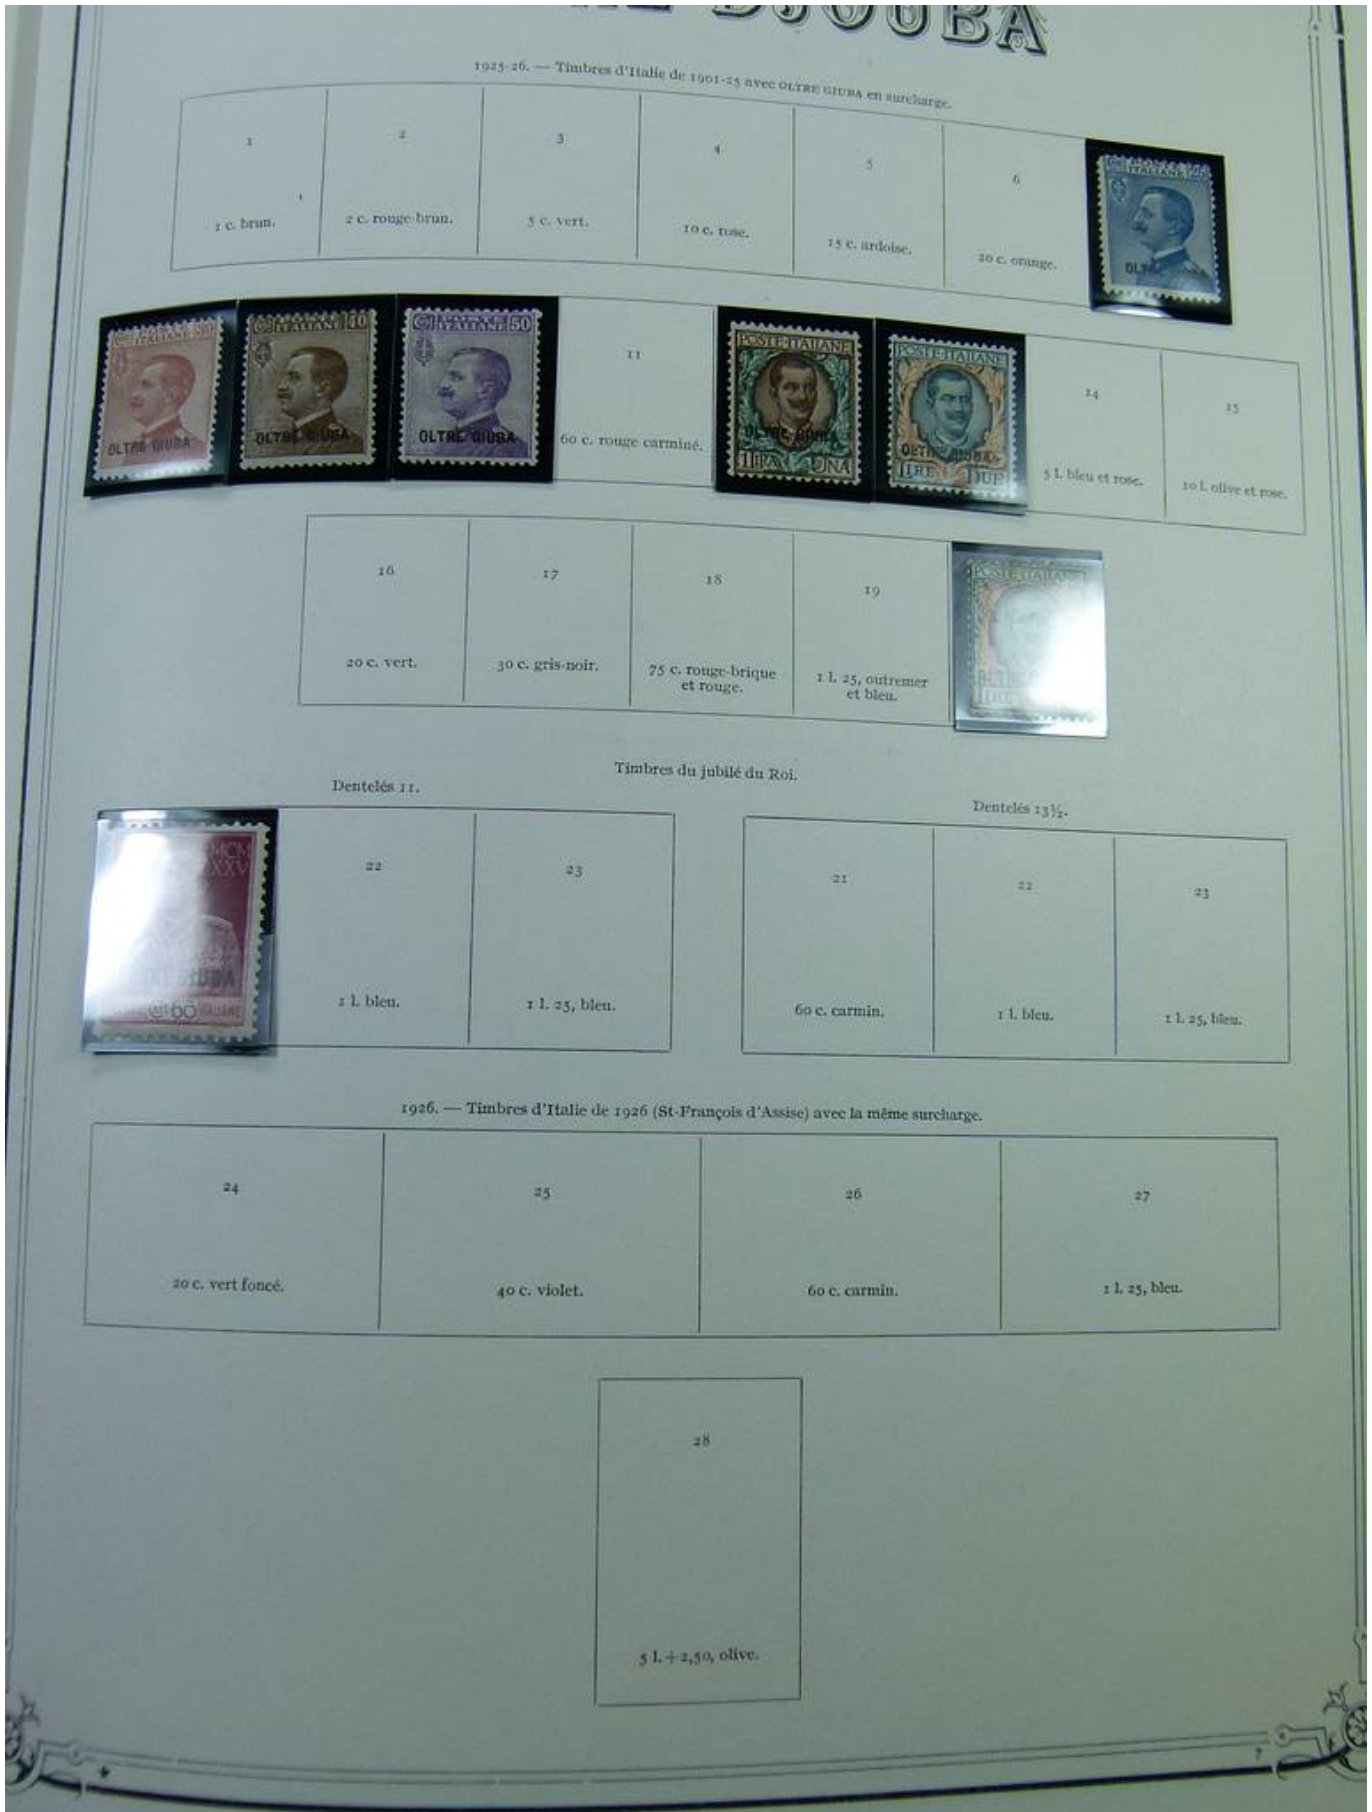 DJOUBA
1925-26. — Timbres d'Italie de 1901-25 avec OLTRE GIUBA en surcharge.
1
1 c. brun.
2
2 c. rouge-brun.
3
5 c. vert.
4
10 c. rose.
5
15 c. ardoise.
6
20 c. orange.
ITALIANE
OLTRE
ITALIANE
OLTRE GIUBA
POSTE
ITALIANE 40
OLTRE GIUBA
POSTE
ITALIANE 50
OLTRE GIUBA
11
60 c. rouge carminé.
POSTE·ITALIANE
OLTRE GIUBA
1 LIRA UNA
POSTE·ITALIANE
OLTRE GIUBA
LIRE DUE
14
5 l. bleu et rose.
15
10 l. olive et rose.
16
20 c. vert.
17
30 c. gris-noir.
18
75 c. rouge-brique
et rouge.
19
1 l. 25, outremer
et bleu.
POSTE·ITALIANE
Timbres du jubilé du Roi.
Dentelés 11.
Dentelés 13½.
MCM
XXV
GIUBA
60
22
1 l. bleu.
23
1 l. 25, bleu.
21
60 c. carmin.
22
1 l. bleu.
23
1 l. 25, bleu.
1926. — Timbres d'Italie de 1926 (St-François d'Assise) avec la même surcharge.
24
20 c. vert foncé.
25
40 c. violet.
26
60 c. carmin.
27
1 l. 25, bleu.
28
5 l. + 2,50, olive.